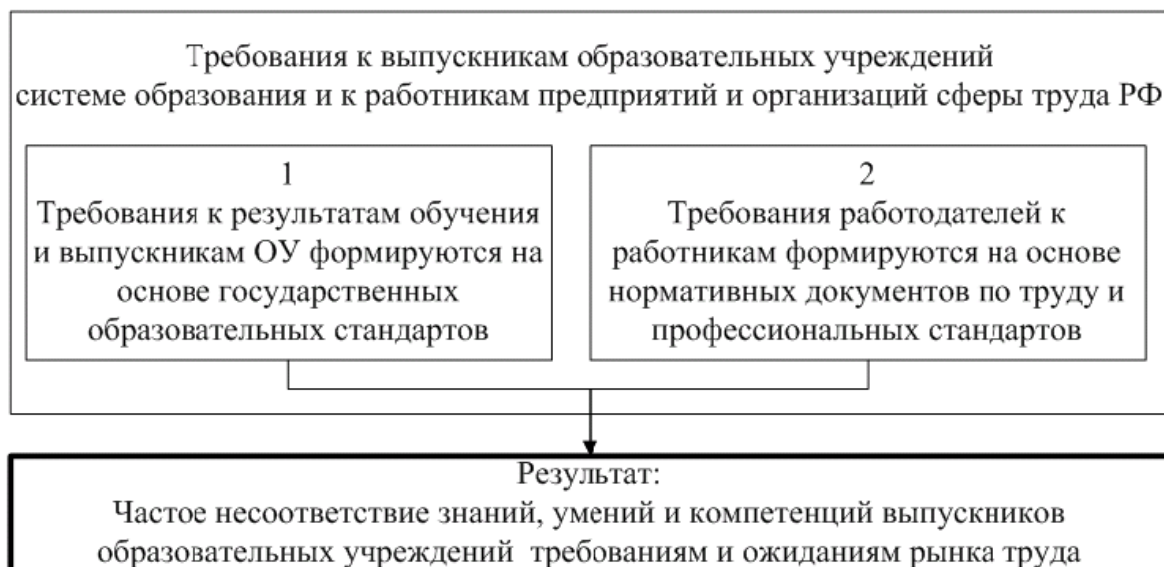 Требования к выпускникам образовательных учреждений
системе образования и к работникам предприятий и организаций сферы труда РФ
1
Требования к результатам обучения
и выпускникам ОУ формируются на
основе государственных
образовательных стандартов
2
Требования работодателей к
работникам формируются на основе
нормативных документов по труду и
профессиональных стандартов
Результат:
Частое несоответствие знаний, умений и компетенций выпускников
образовательных учреждений требованиям и ожиданиям рынка труда